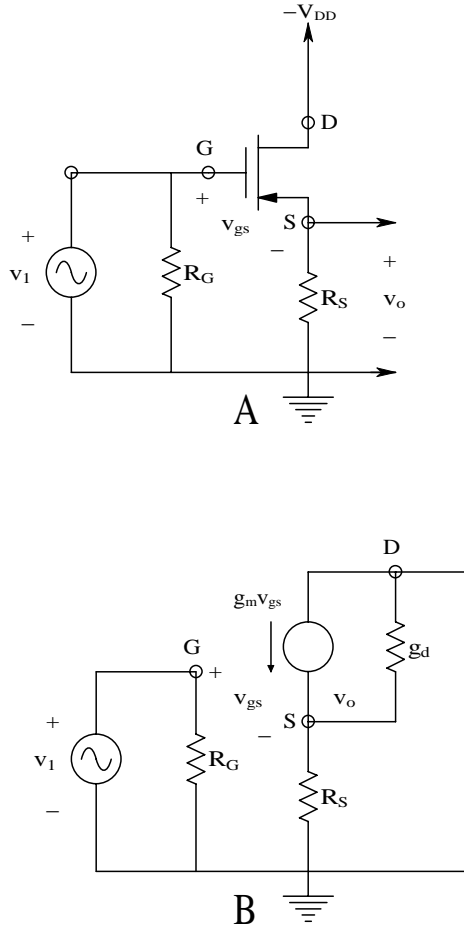 −V_DD
D
G
+
v_gs
S
−
+
v_1
−
R_G
R_S
+
v_o
−
A
D
g_m v_gs
g_d
G
+
v_gs
v_o
S
−
+
v_1
−
R_G
R_S
B